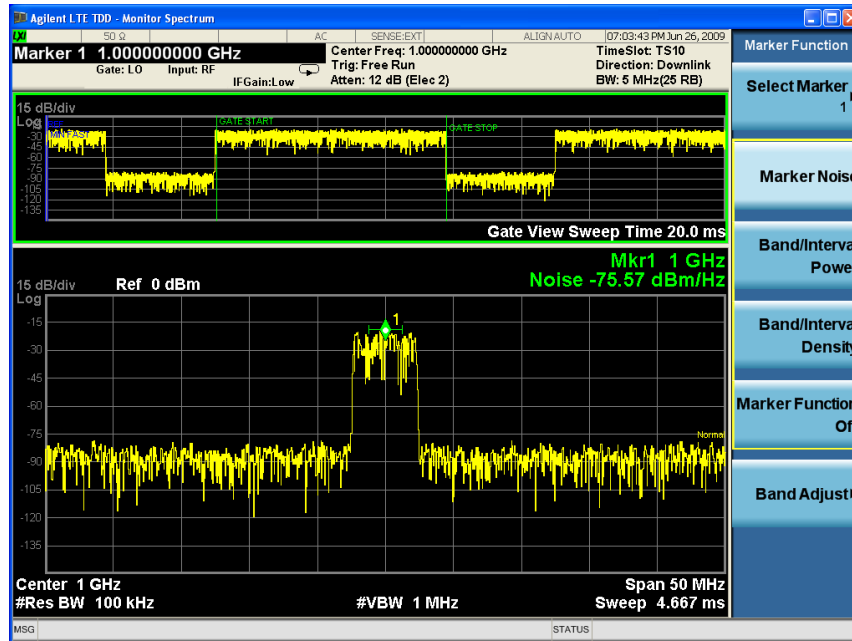 Agilent LTE TDD - Monitor Spectrum
LXI 50 Ω AC SENSE:EXT ALIGN AUTO 07:03:43 PM Jun 26, 2009
Marker 1 1.000000000 GHz
Gate: LO Input: RF
IFGain:Low
Center Freq: 1.000000000 GHz
Trig: Free Run
Atten: 12 dB (Elec 2)
TimeSlot: TS10
Direction: Downlink
BW: 5 MHz(25 RB)
15 dB/div
Log
GATE START
GATE STOP
-30
-45
-60
-75
-90
-105
-120
-135
Gate View Sweep Time 20.0 ms
Mkr1 1 GHz
Noise -75.57 dBm/Hz
15 dB/div Ref 0 dBm
Log
1
-15
-30
-45
-60
-75
Normal
-90
-105
-120
-135
Center 1 GHz Span 50 MHz
#Res BW 100 kHz #VBW 1 MHz Sweep 4.667 ms
MSG STATUS
Marker Function
Select Marker
1
Marker Noise
Band/Interva
Powe
Band/Interva
Density
Marker Function
Of
Band Adjust